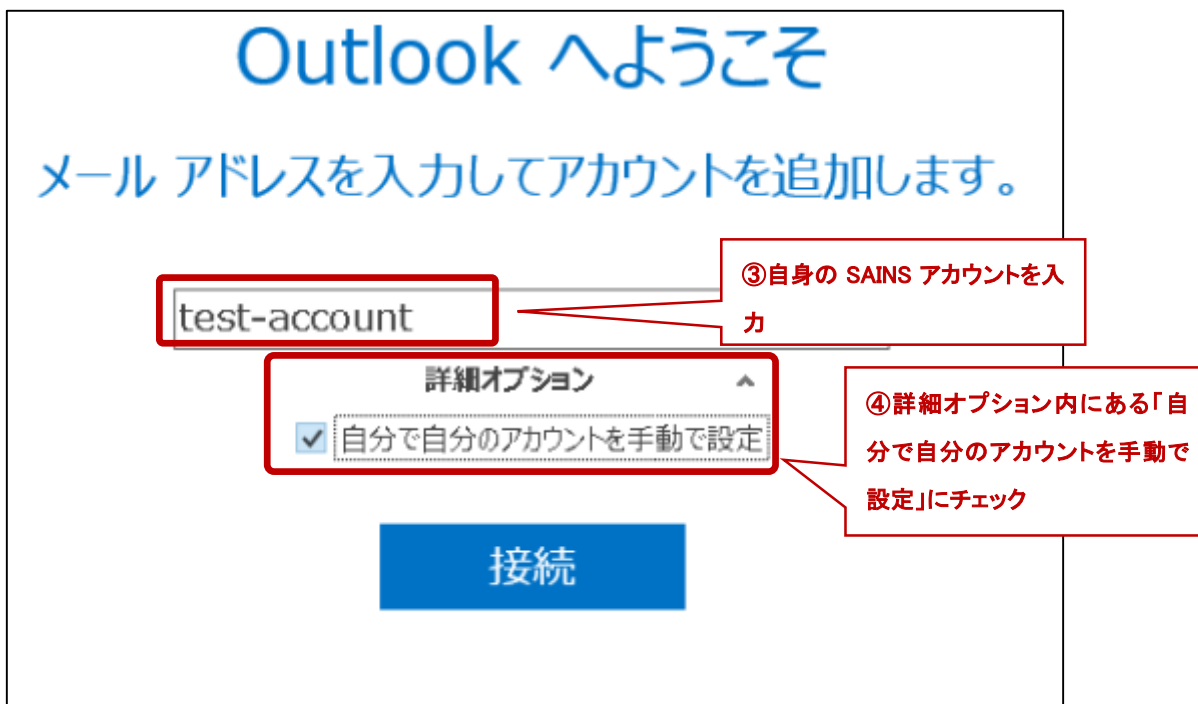 Outlook へようこそ
メール アドレスを入力してアカウントを追加します。
③自身の SAINS アカウントを入
力
test-account
詳細オプション
④詳細オプション内にある「自
分で自分のアカウントを手動で
設定」にチェック
自分で自分のアカウントを手動で設定
接続